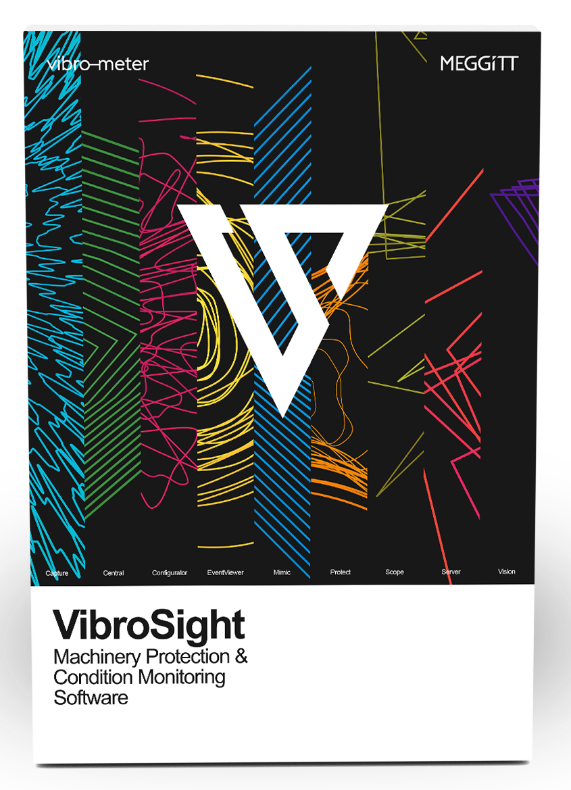 vibro-meter
MEGGiTT
Capture
Central
Configurator
EventViewer
Mimic
Protect
Scope
Server
Vision
VibroSight
Machinery Protection &
Condition Monitoring
Software